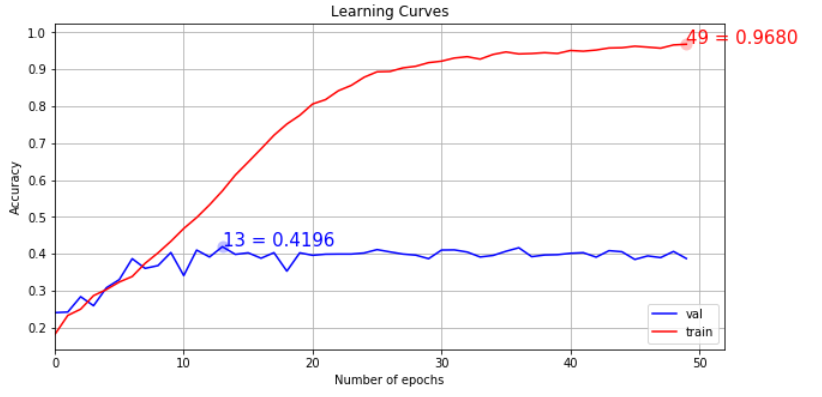 Learning Curves
1.0
0.9
0.8
0.7
0.6
0.5
0.4
0.3
0.2
Accuracy
49 = 0.9680
13 = 0.4196
val
train
0 10 20 30 40 50
Number of epochs